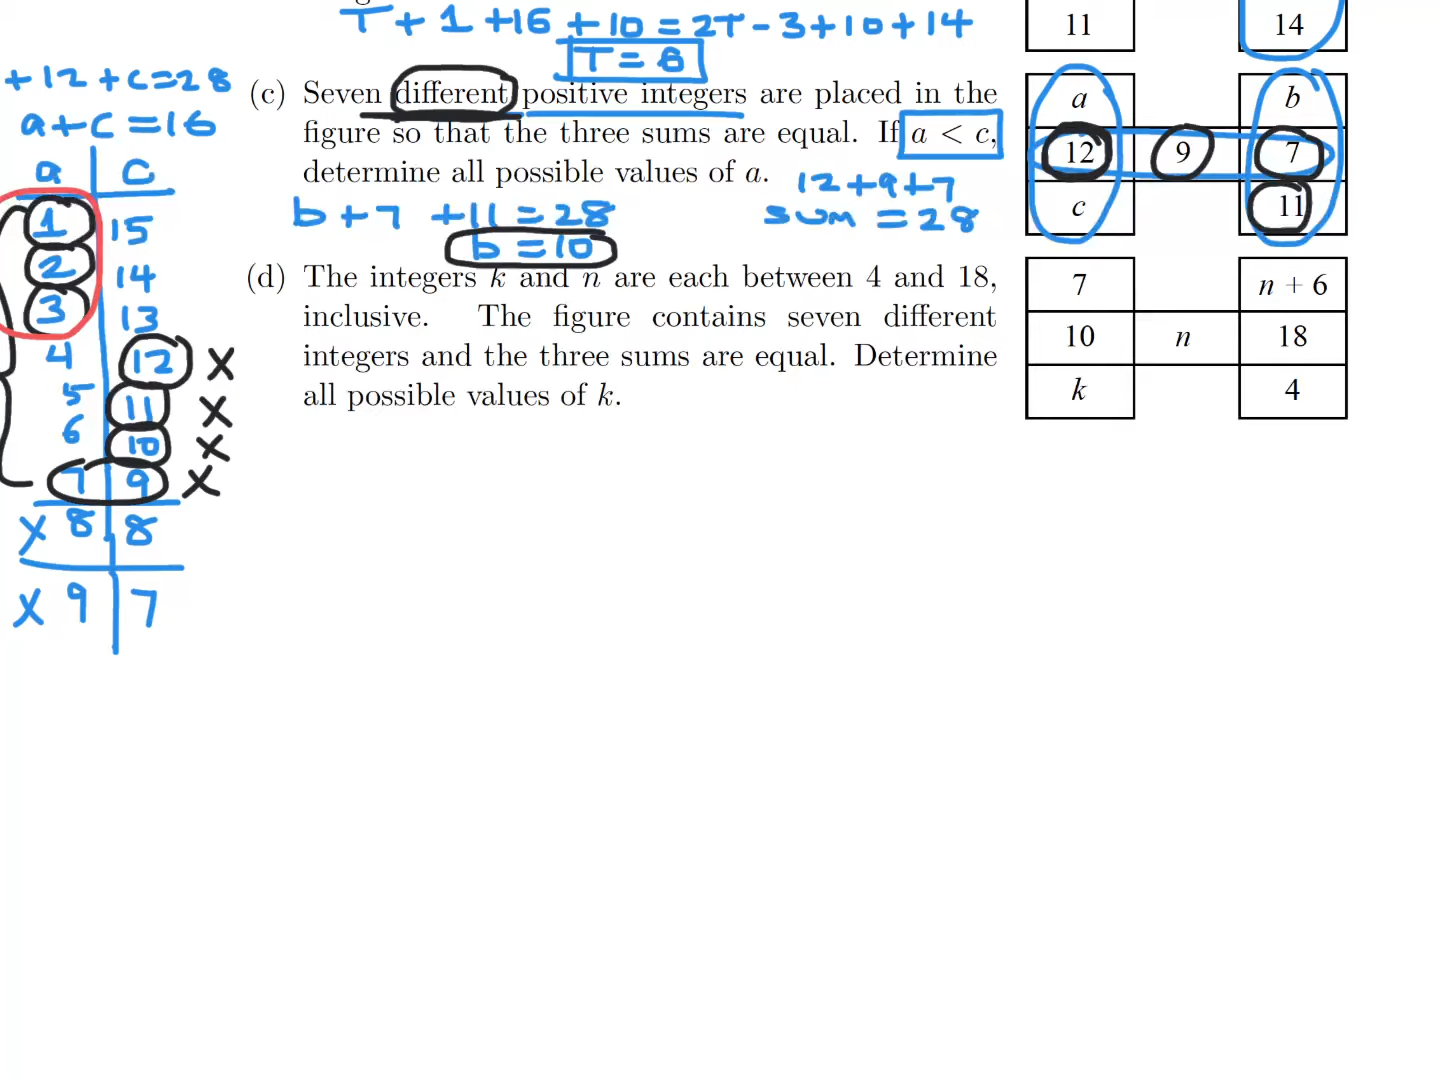 T + 1 + 16 + 10 = 2T - 3 + 10 + 14
T = 8
11 14
+ 12 + c = 28
a + c = 16
(c) Seven different positive integers are placed in the
figure so that the three sums are equal. If a < c,
determine all possible values of a.
12 + 9 + 7
sum = 28
b + 7 + 11 = 28
b = 10
a b
12 9 7
c 11
a c
1 15
2 14
3 13
4 12 X
5 11 X
6 10 X
7 9 X
X 8 8
X 9 7
(d) The integers k and n are each between 4 and 18,
inclusive. The figure contains seven different
integers and the three sums are equal. Determine
all possible values of k.
7 n + 6
10 n 18
k 4